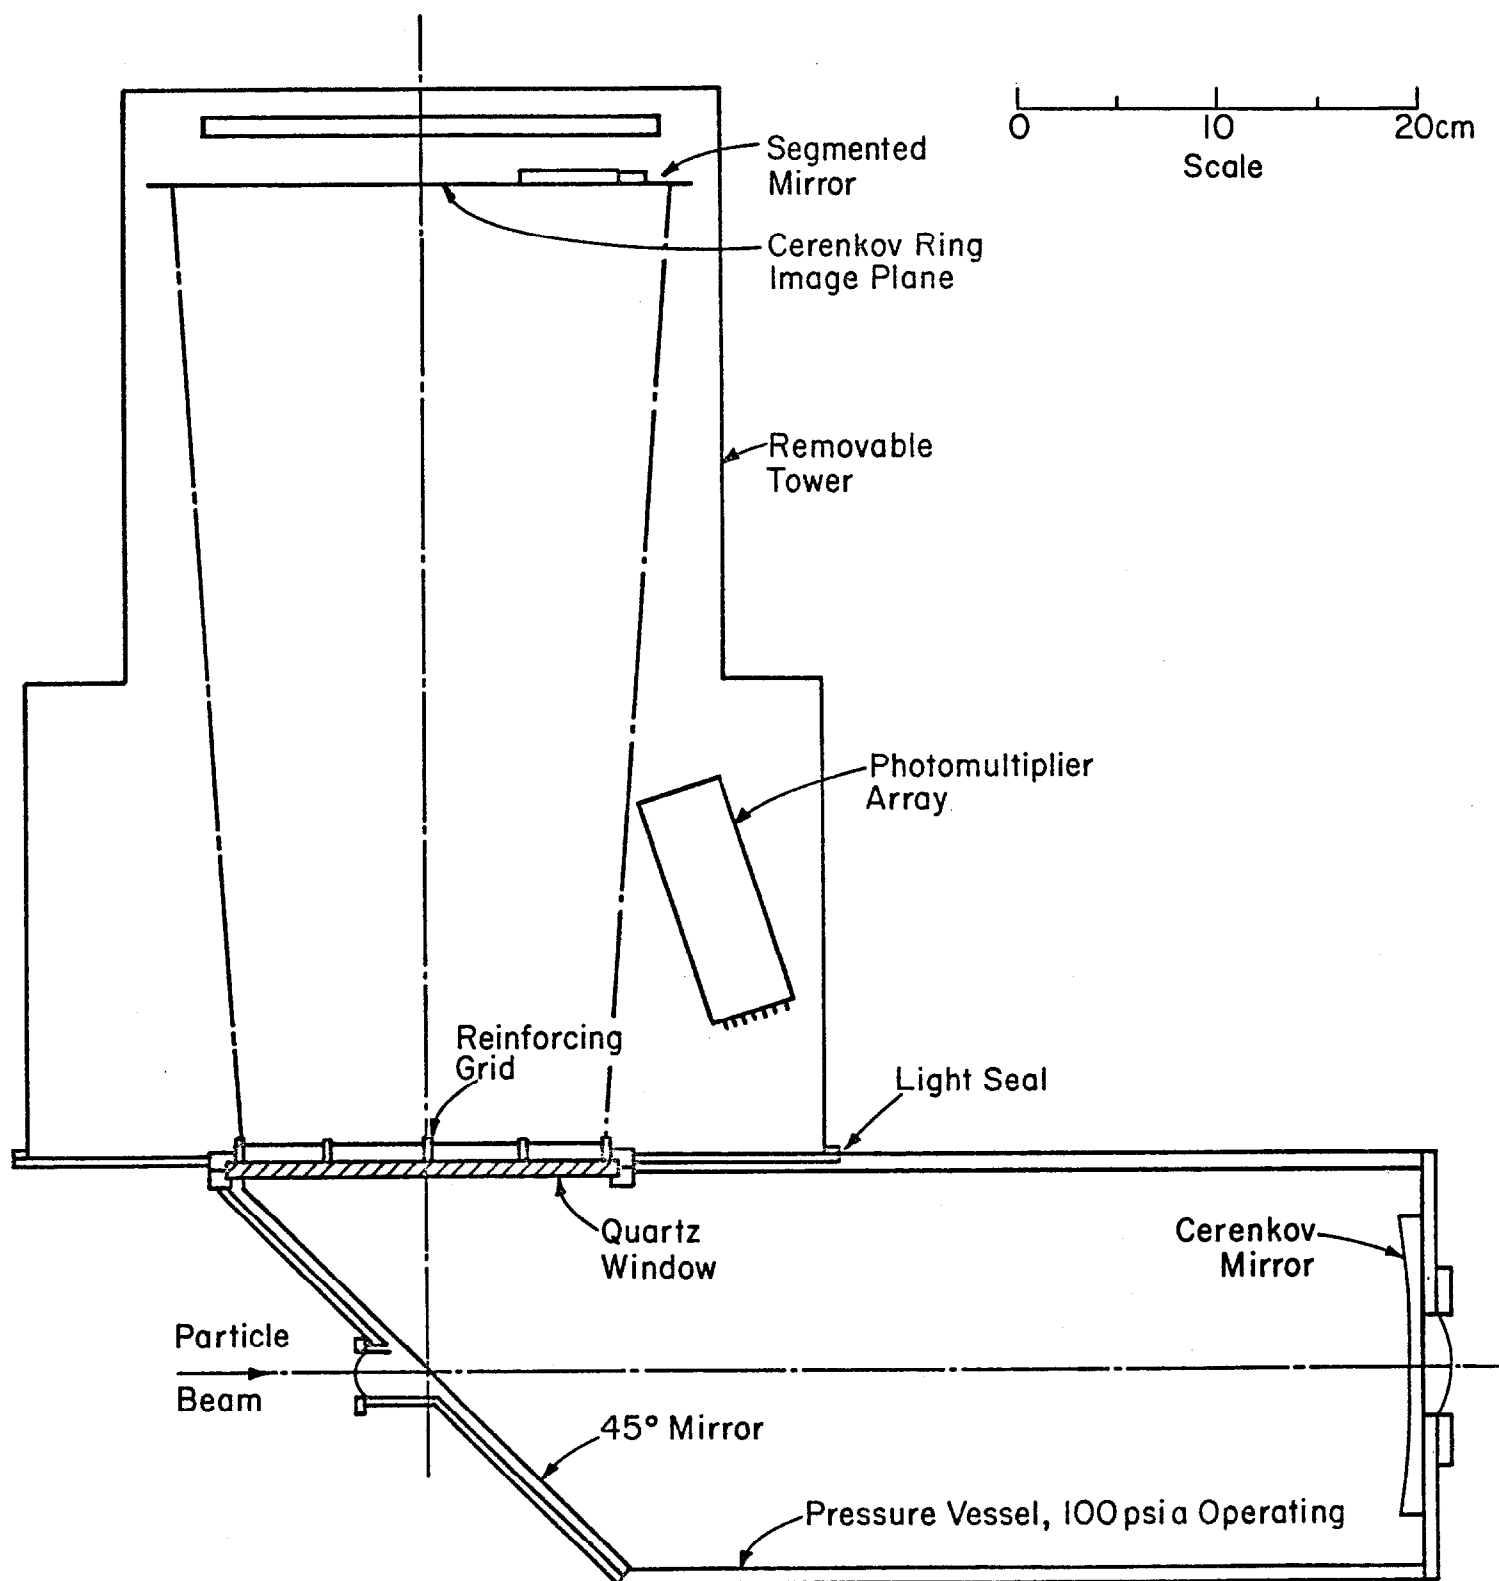 0 10 20cm
Scale
Segmented
Mirror
Cerenkov Ring
Image Plane
Removable
Tower
Photomultiplier
Array
Reinforcing
Grid
Light Seal
Quartz
Window
Cerenkov
Mirror
Particle
Beam
45° Mirror
Pressure Vessel, 100 psia Operating